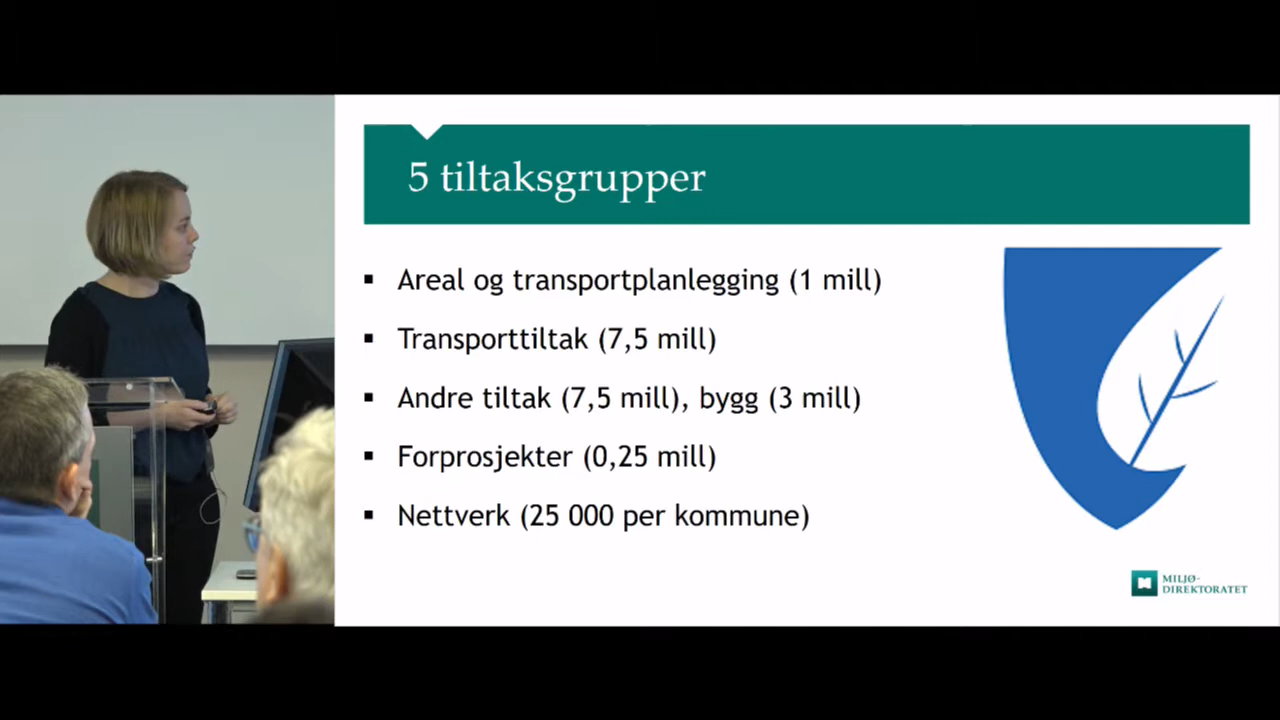 5 tiltaksgrupper
▪ Areal og transportplanlegging (1 mill)
▪ Transporttiltak (7,5 mill)
▪ Andre tiltak (7,5 mill), bygg (3 mill)
▪ Forprosjekter (0,25 mill)
▪ Nettverk (25 000 per kommune)
MILJØ-
DIREKTORATET